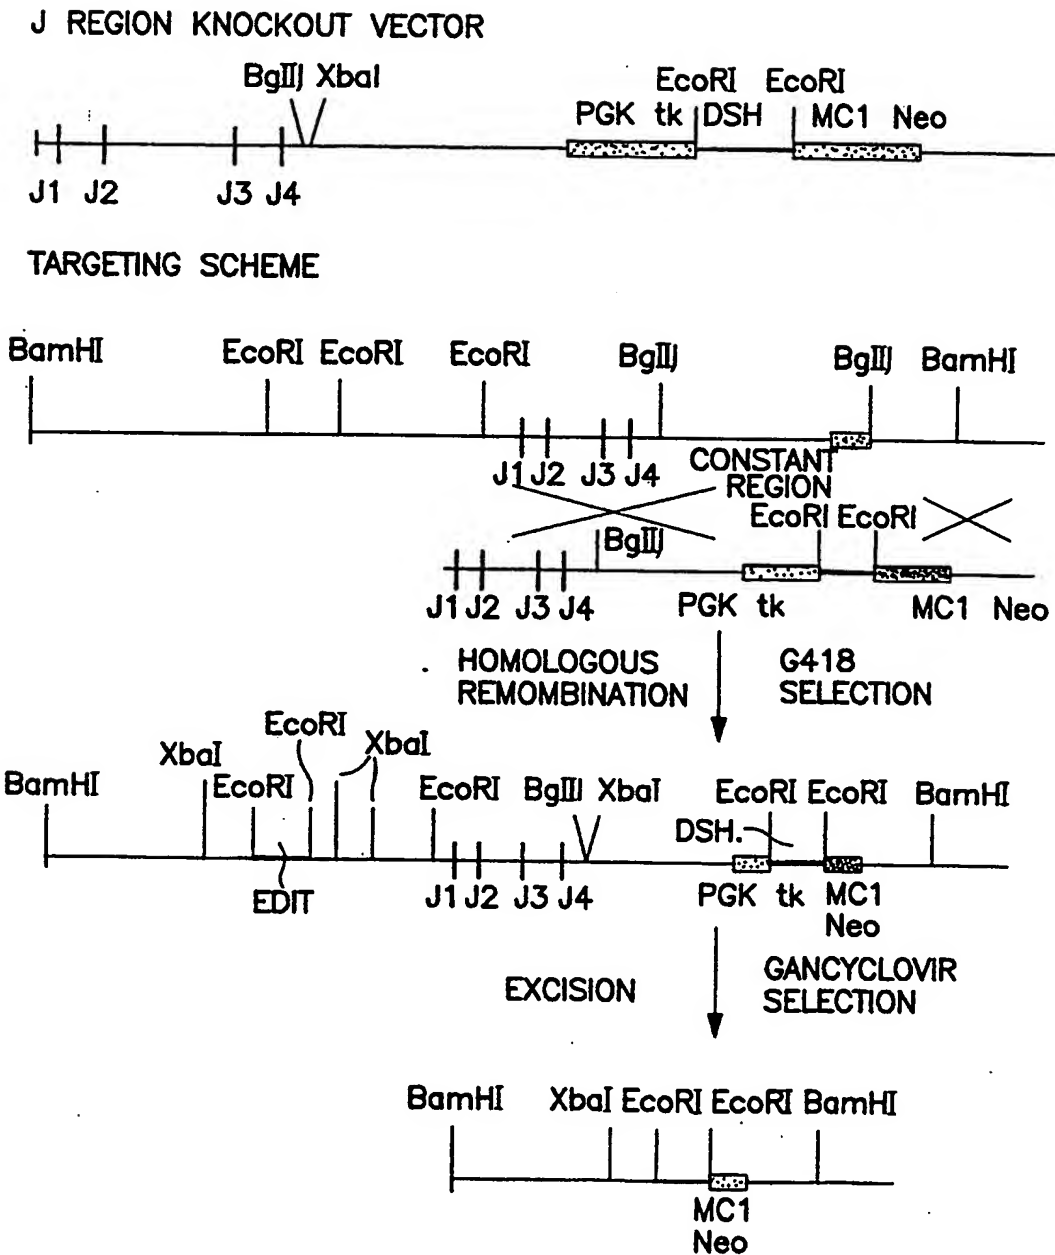 J REGION KNOCKOUT VECTOR
BglII XbaI
EcoRI EcoRI
PGK tk DSH MC1 Neo
J1 J2 J3 J4
TARGETING SCHEME
BamHI EcoRI EcoRI EcoRI BglII BglII BamHI
J1 J2 J3 J4
CONSTANT
REGION
EcoRI EcoRI
BglII
J1 J2 J3 J4 PGK tk MC1 Neo
HOMOLOGOUS
REMOMBINATION
G418
SELECTION
EcoRI
XbaI XbaI
BamHI EcoRI EcoRI BglII XbaI EcoRI EcoRI BamHI
DSH.
EDIT J1 J2 J3 J4 PGK tk MC1
Neo
EXCISION
GANCYCLOVIR
SELECTION
BamHI XbaI EcoRI EcoRI BamHI
MC1
Neo